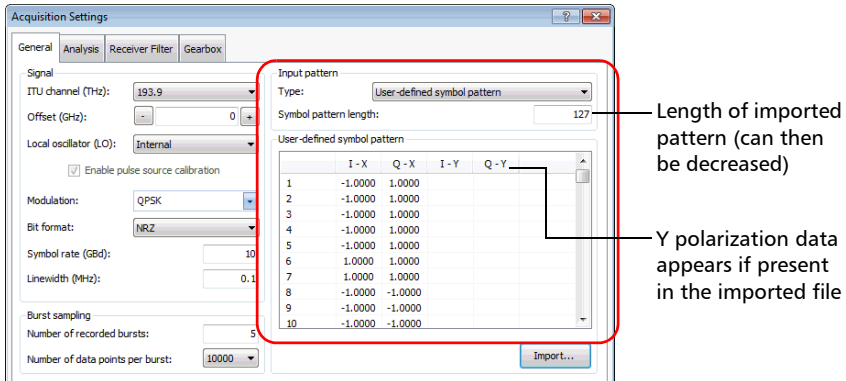 Acquisition Settings
General Analysis Receiver Filter Gearbox
Signal
ITU channel (THz): 193.9
Offset (GHz): - 0 +
Local oscillator (LO): Internal
Enable pulse source calibration
Modulation: QPSK
Bit format: NRZ
Symbol rate (GBd): 10
Linewidth (MHz): 0.1
Burst sampling
Number of recorded bursts: 5
Number of data points per burst: 10000
Input pattern
Type: User-defined symbol pattern
Symbol pattern length: 127
User-defined symbol pattern
I - X Q - X I - Y Q - Y
1 -1.0000 1.0000
2 -1.0000 1.0000
3 -1.0000 1.0000
4 -1.0000 1.0000
5 -1.0000 1.0000
6 1.0000 1.0000
7 1.0000 1.0000
8 -1.0000 -1.0000
9 -1.0000 -1.0000
10 -1.0000 -1.0000
Import...
Length of imported
pattern (can then
be decreased)
Y polarization data
appears if present
in the imported file